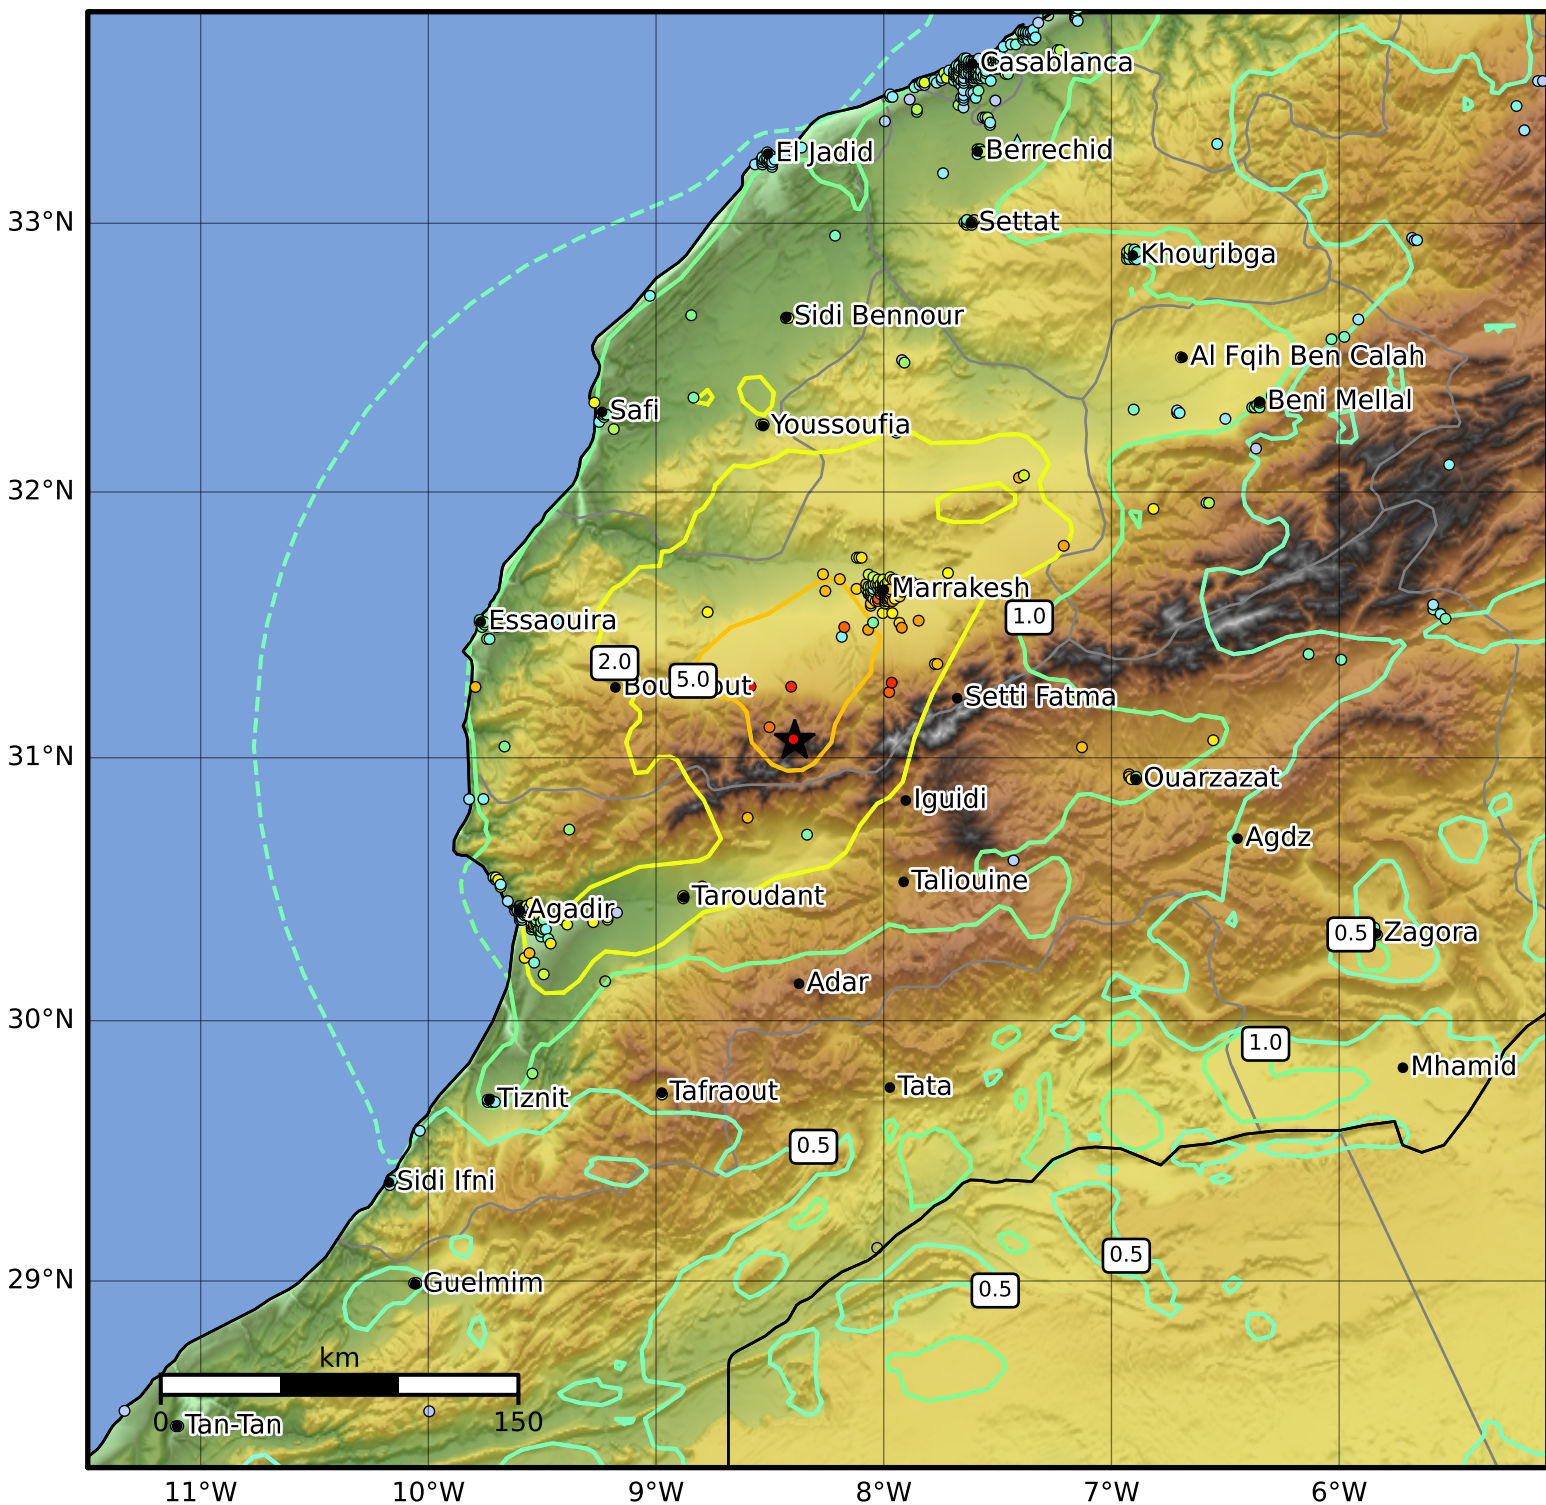 Casablanca
El Jadid
Berrechid
33°N
Settat
Khouribga
Sidi Bennour
Al Fqih Ben Calah
Beni Mellal
Safi
Youssoufia
32°N
Marrakesh
Essaouira
1.0
2.0
5.0
Setti Fatma
31°N
Ouarzazat
Iguidi
Agdz
Taliouine
Taroudant
Agadir
0.5
Zagora
Adar
30°N
1.0
Mhamid
Tata
Tafraout
Tiznit
0.5
Sidi Ifni
0.5
29°N
Guelmim
0.5
km
0
150
Tan-Tan
11°W
10°W
9°W
8°W
7°W
6°W